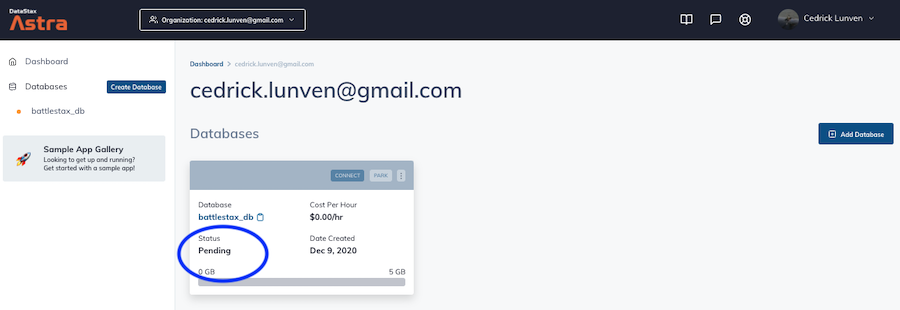 DataStax
Astra
Organization: cedrick.lunven@gmail.com
Cedrick Lunven
Dashboard
Databases
Create Database
battlestax_db
Sample App Gallery
Looking to get up and running?
Get started with a sample app!
Dashboard > cedrick.lunven@gmail.com
cedrick.lunven@gmail.com
Databases
Add Database
CONNECT PARK
Database Cost Per Hour
battlestax_db $0.00/hr
Status Date Created
Pending Dec 9, 2020
0 GB 5 GB